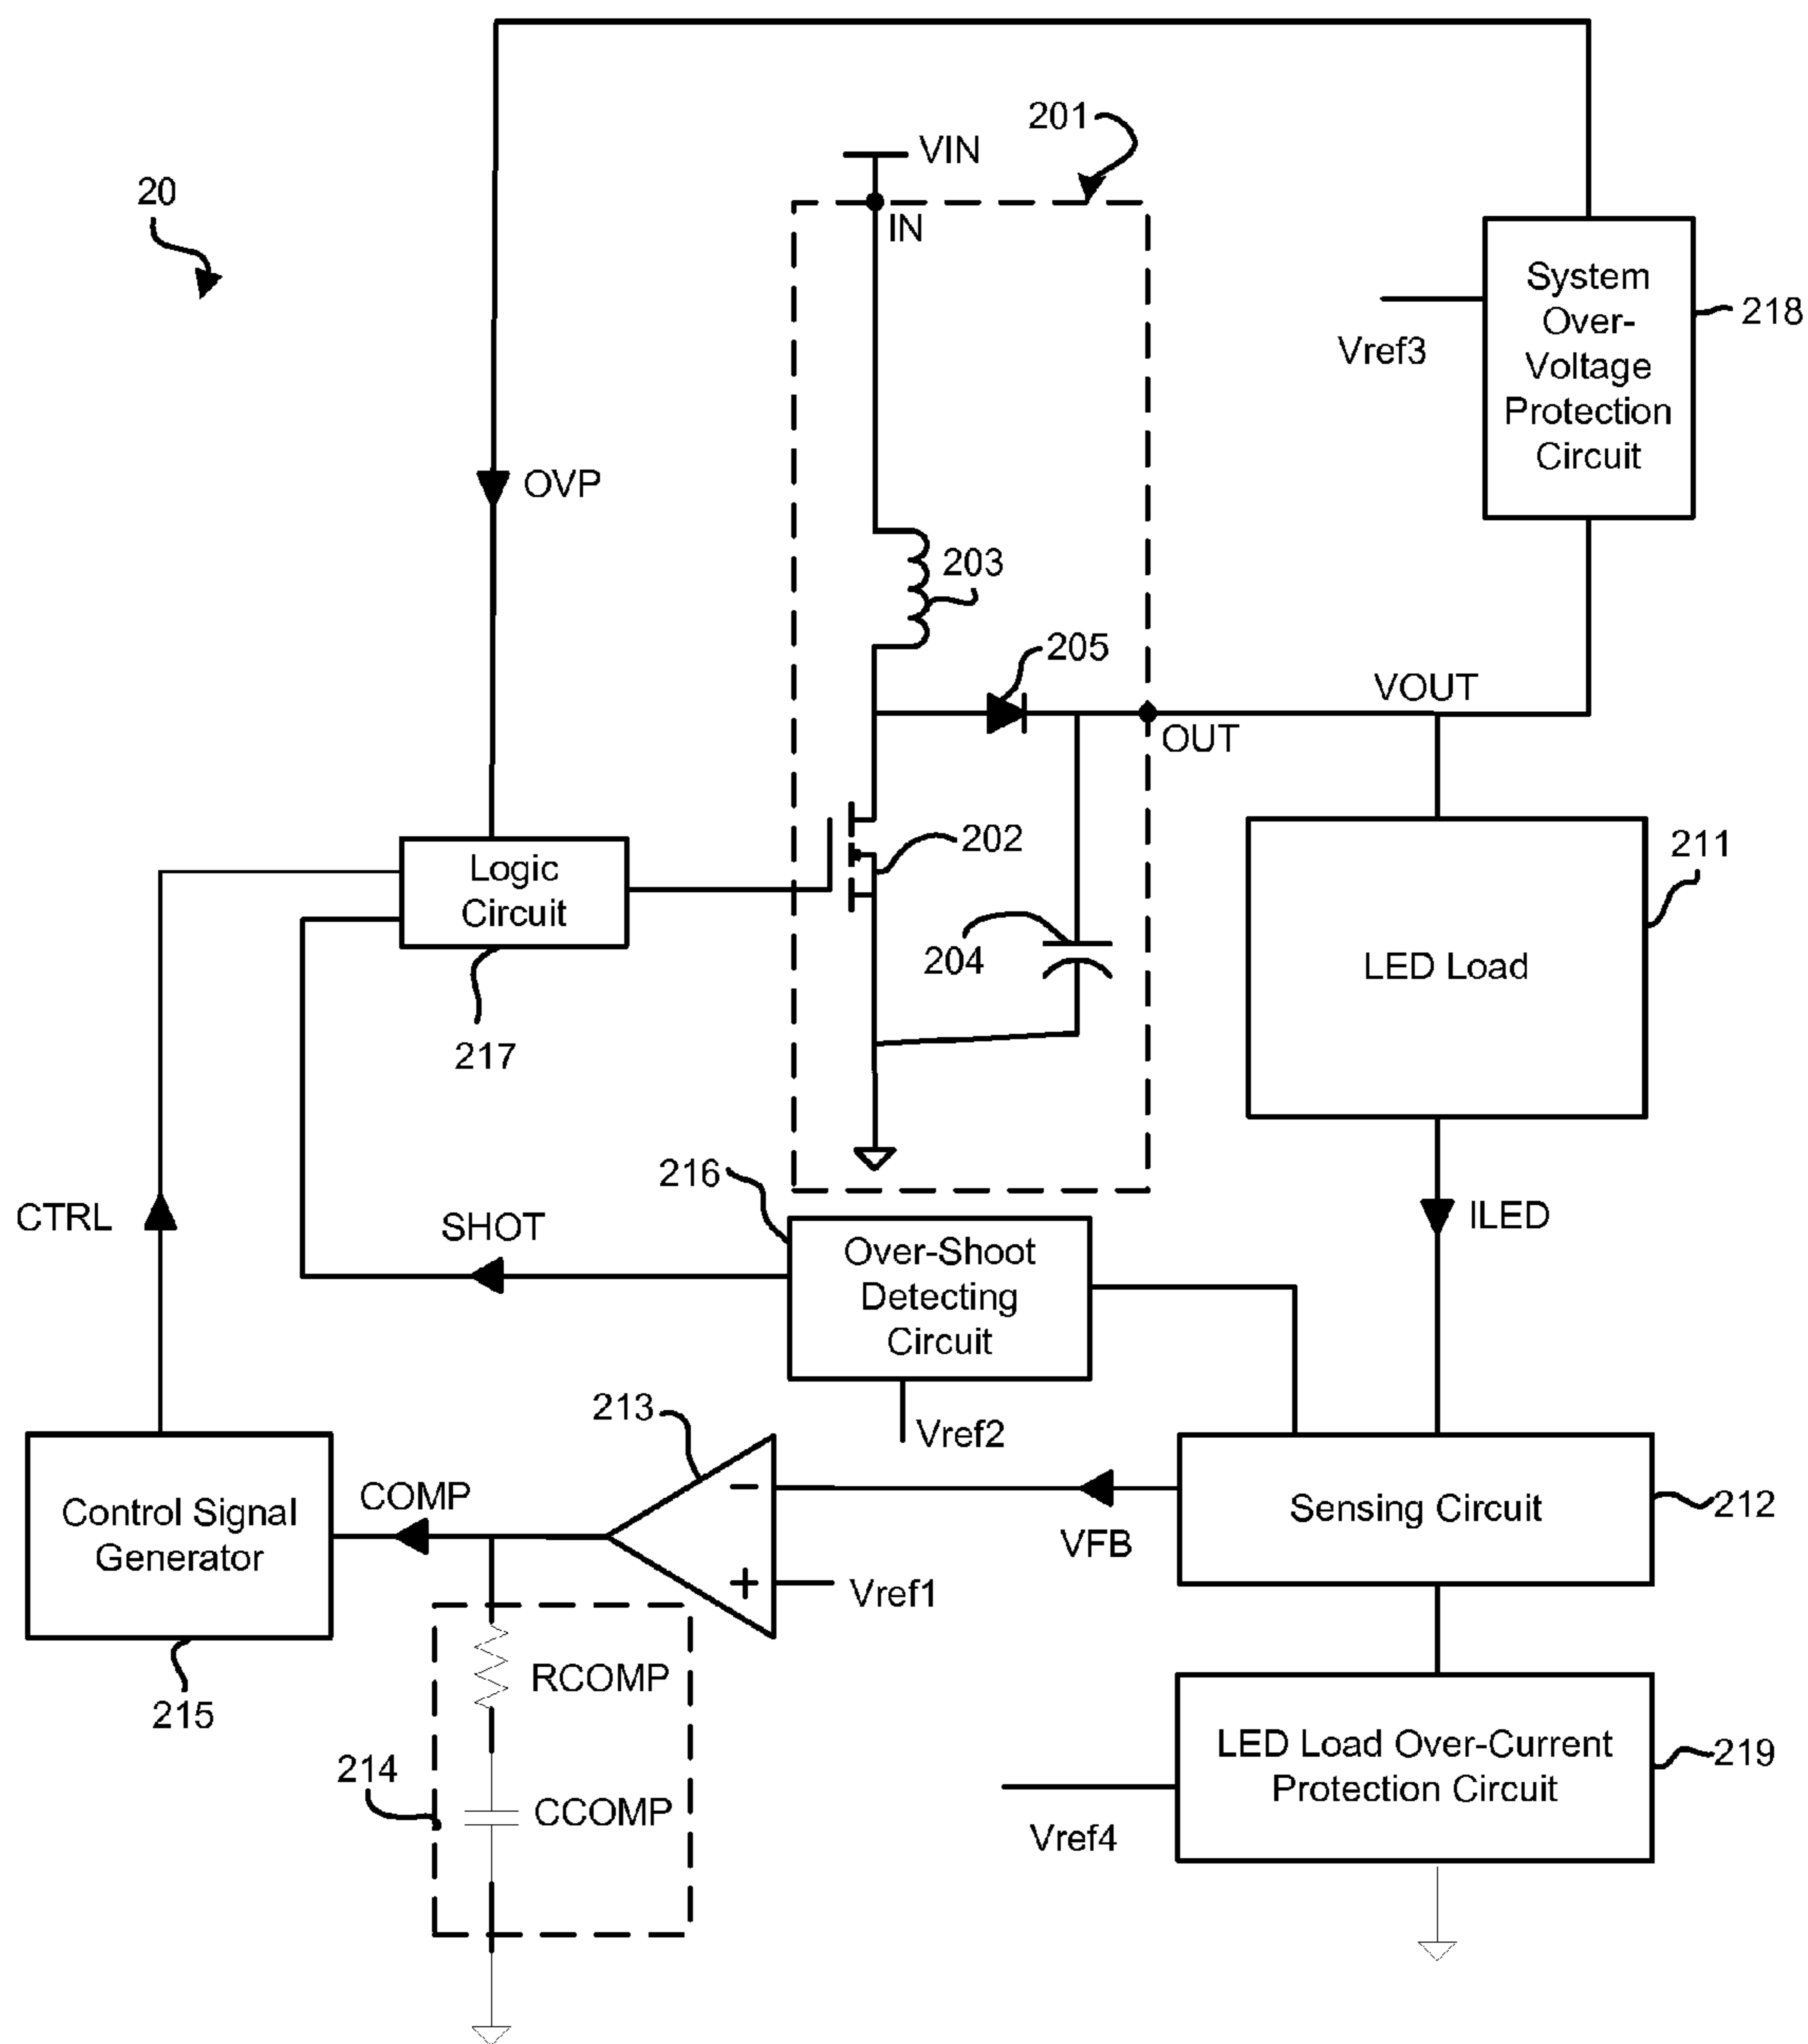 201
VIN
20
IN
System
Over-
Voltage
Protection
Circuit
218
Vref3
OVP
203
205
VOUT
OUT
Logic
Circuit
202
211
204
LED Load
217
216
CTRL
SHOT
ILED
Over-Shoot
Detecting
Circuit
213
Vref2
Control Signal
Generator
COMP
−
Sensing Circuit
212
VFB
+
Vref1
215
RCOMP
214
CCOMP
LED Load Over-Current
Protection Circuit
219
Vref4